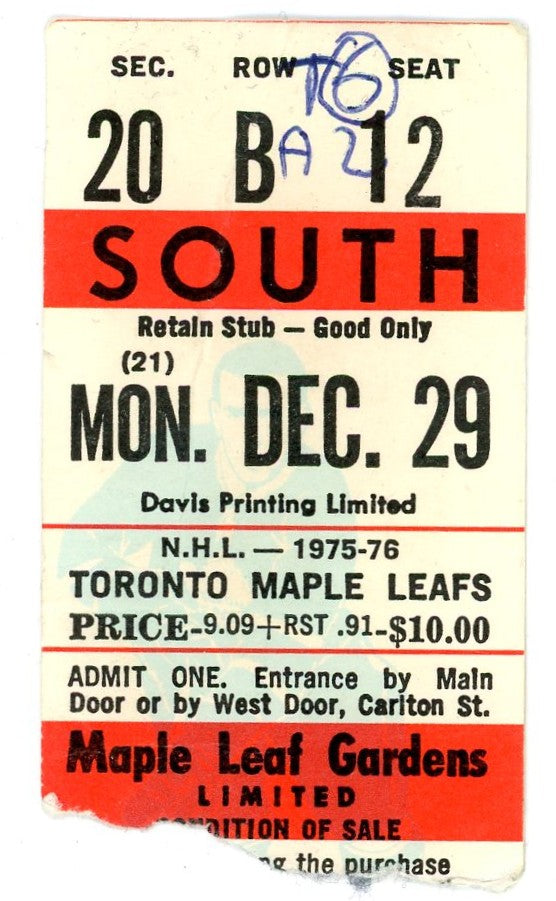 SEC. ROW SEAT
6
20 B 12
A 2
SOUTH
Retain Stub — Good Only
(21)
MON. DEC. 29
Davis Printing Limited
N.H.L. — 1975-76
TORONTO MAPLE LEAFS
PRICE-9.09+RST .91-$10.00
ADMIT ONE. Entrance by Main
Door or by West Door, Carlton St.
Maple Leaf Gardens
LIMITED
CONDITION OF SALE
the purchase